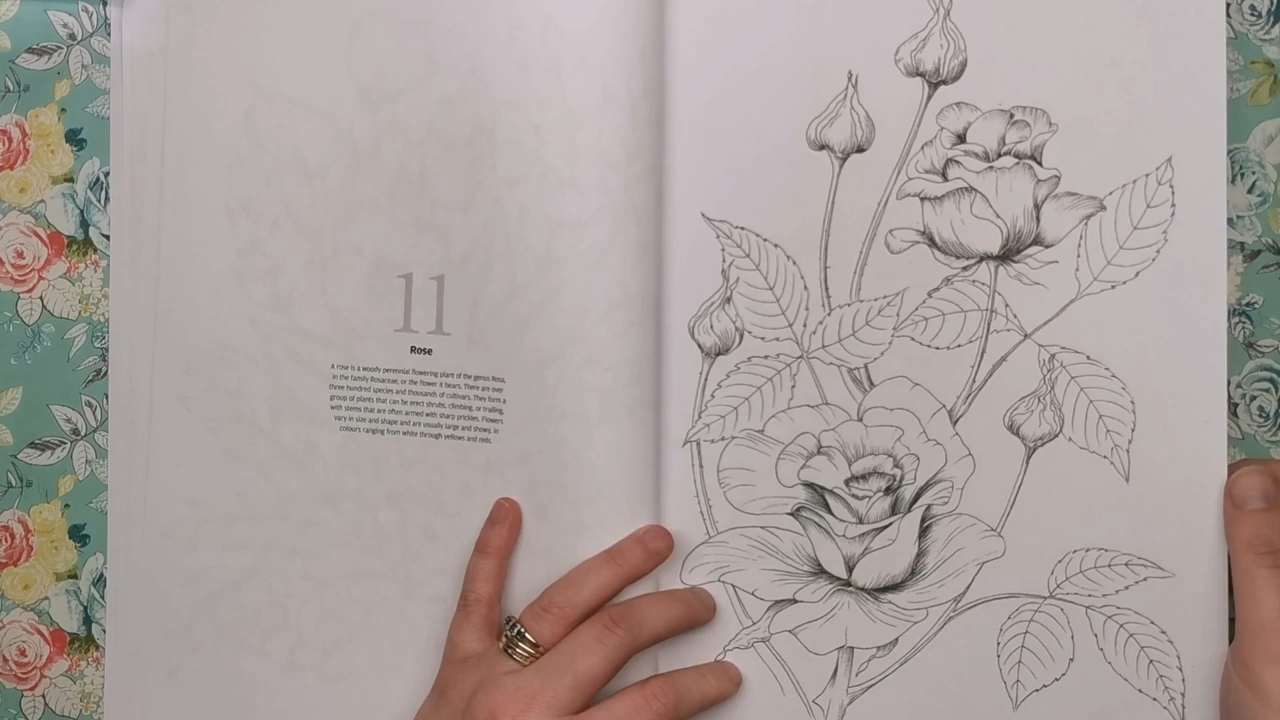 11
Rose
A rose is a woody perennial flowering plant of the genus Rosa,
in the family Rosaceae, or the flower it bears. There are over
three hundred species and thousands of cultivars. They form a
group of plants that can be erect shrubs, climbing, or trailing,
with stems that are often armed with sharp prickles. Flowers
vary in size and shape and are usually large and showy, in
colours ranging from white through yellows and reds.